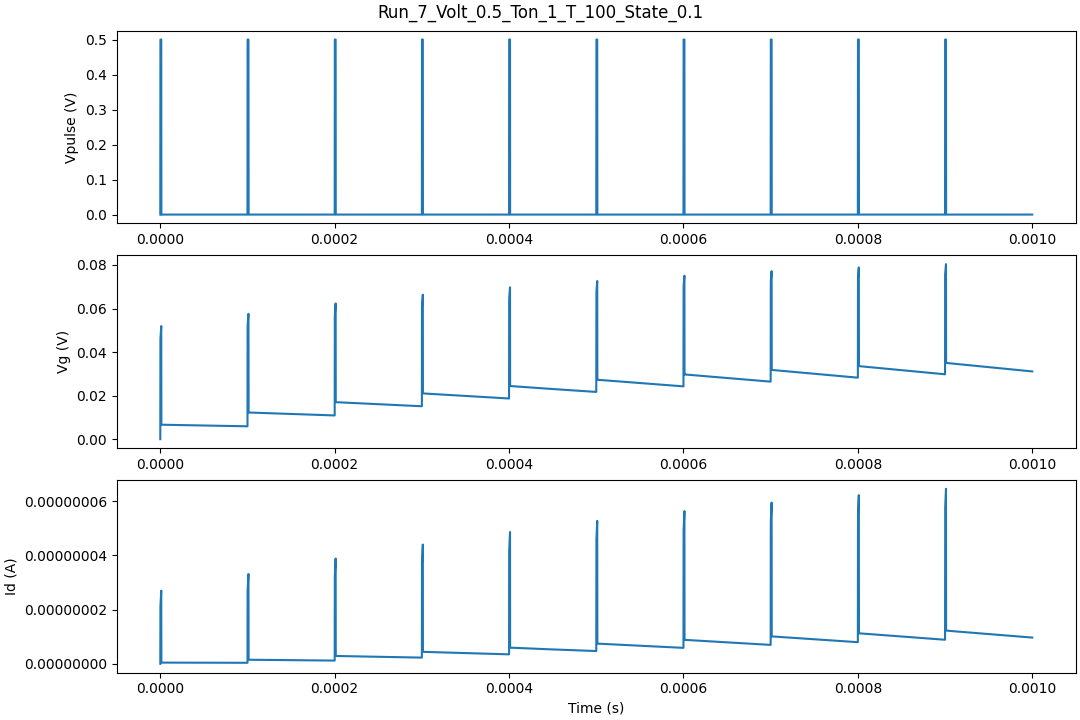 Run_7_Volt_0.5_Ton_1_T_100_State_0.1
Vpulse (V)
0.5
0.4
0.3
0.2
0.1
0.0
0.0000 0.0002 0.0004 0.0006 0.0008 0.0010
Vg (V)
0.08
0.06
0.04
0.02
0.00
0.0000 0.0002 0.0004 0.0006 0.0008 0.0010
Id (A)
0.00000006
0.00000004
0.00000002
0.00000000
0.0000 0.0002 0.0004 0.0006 0.0008 0.0010
Time (s)